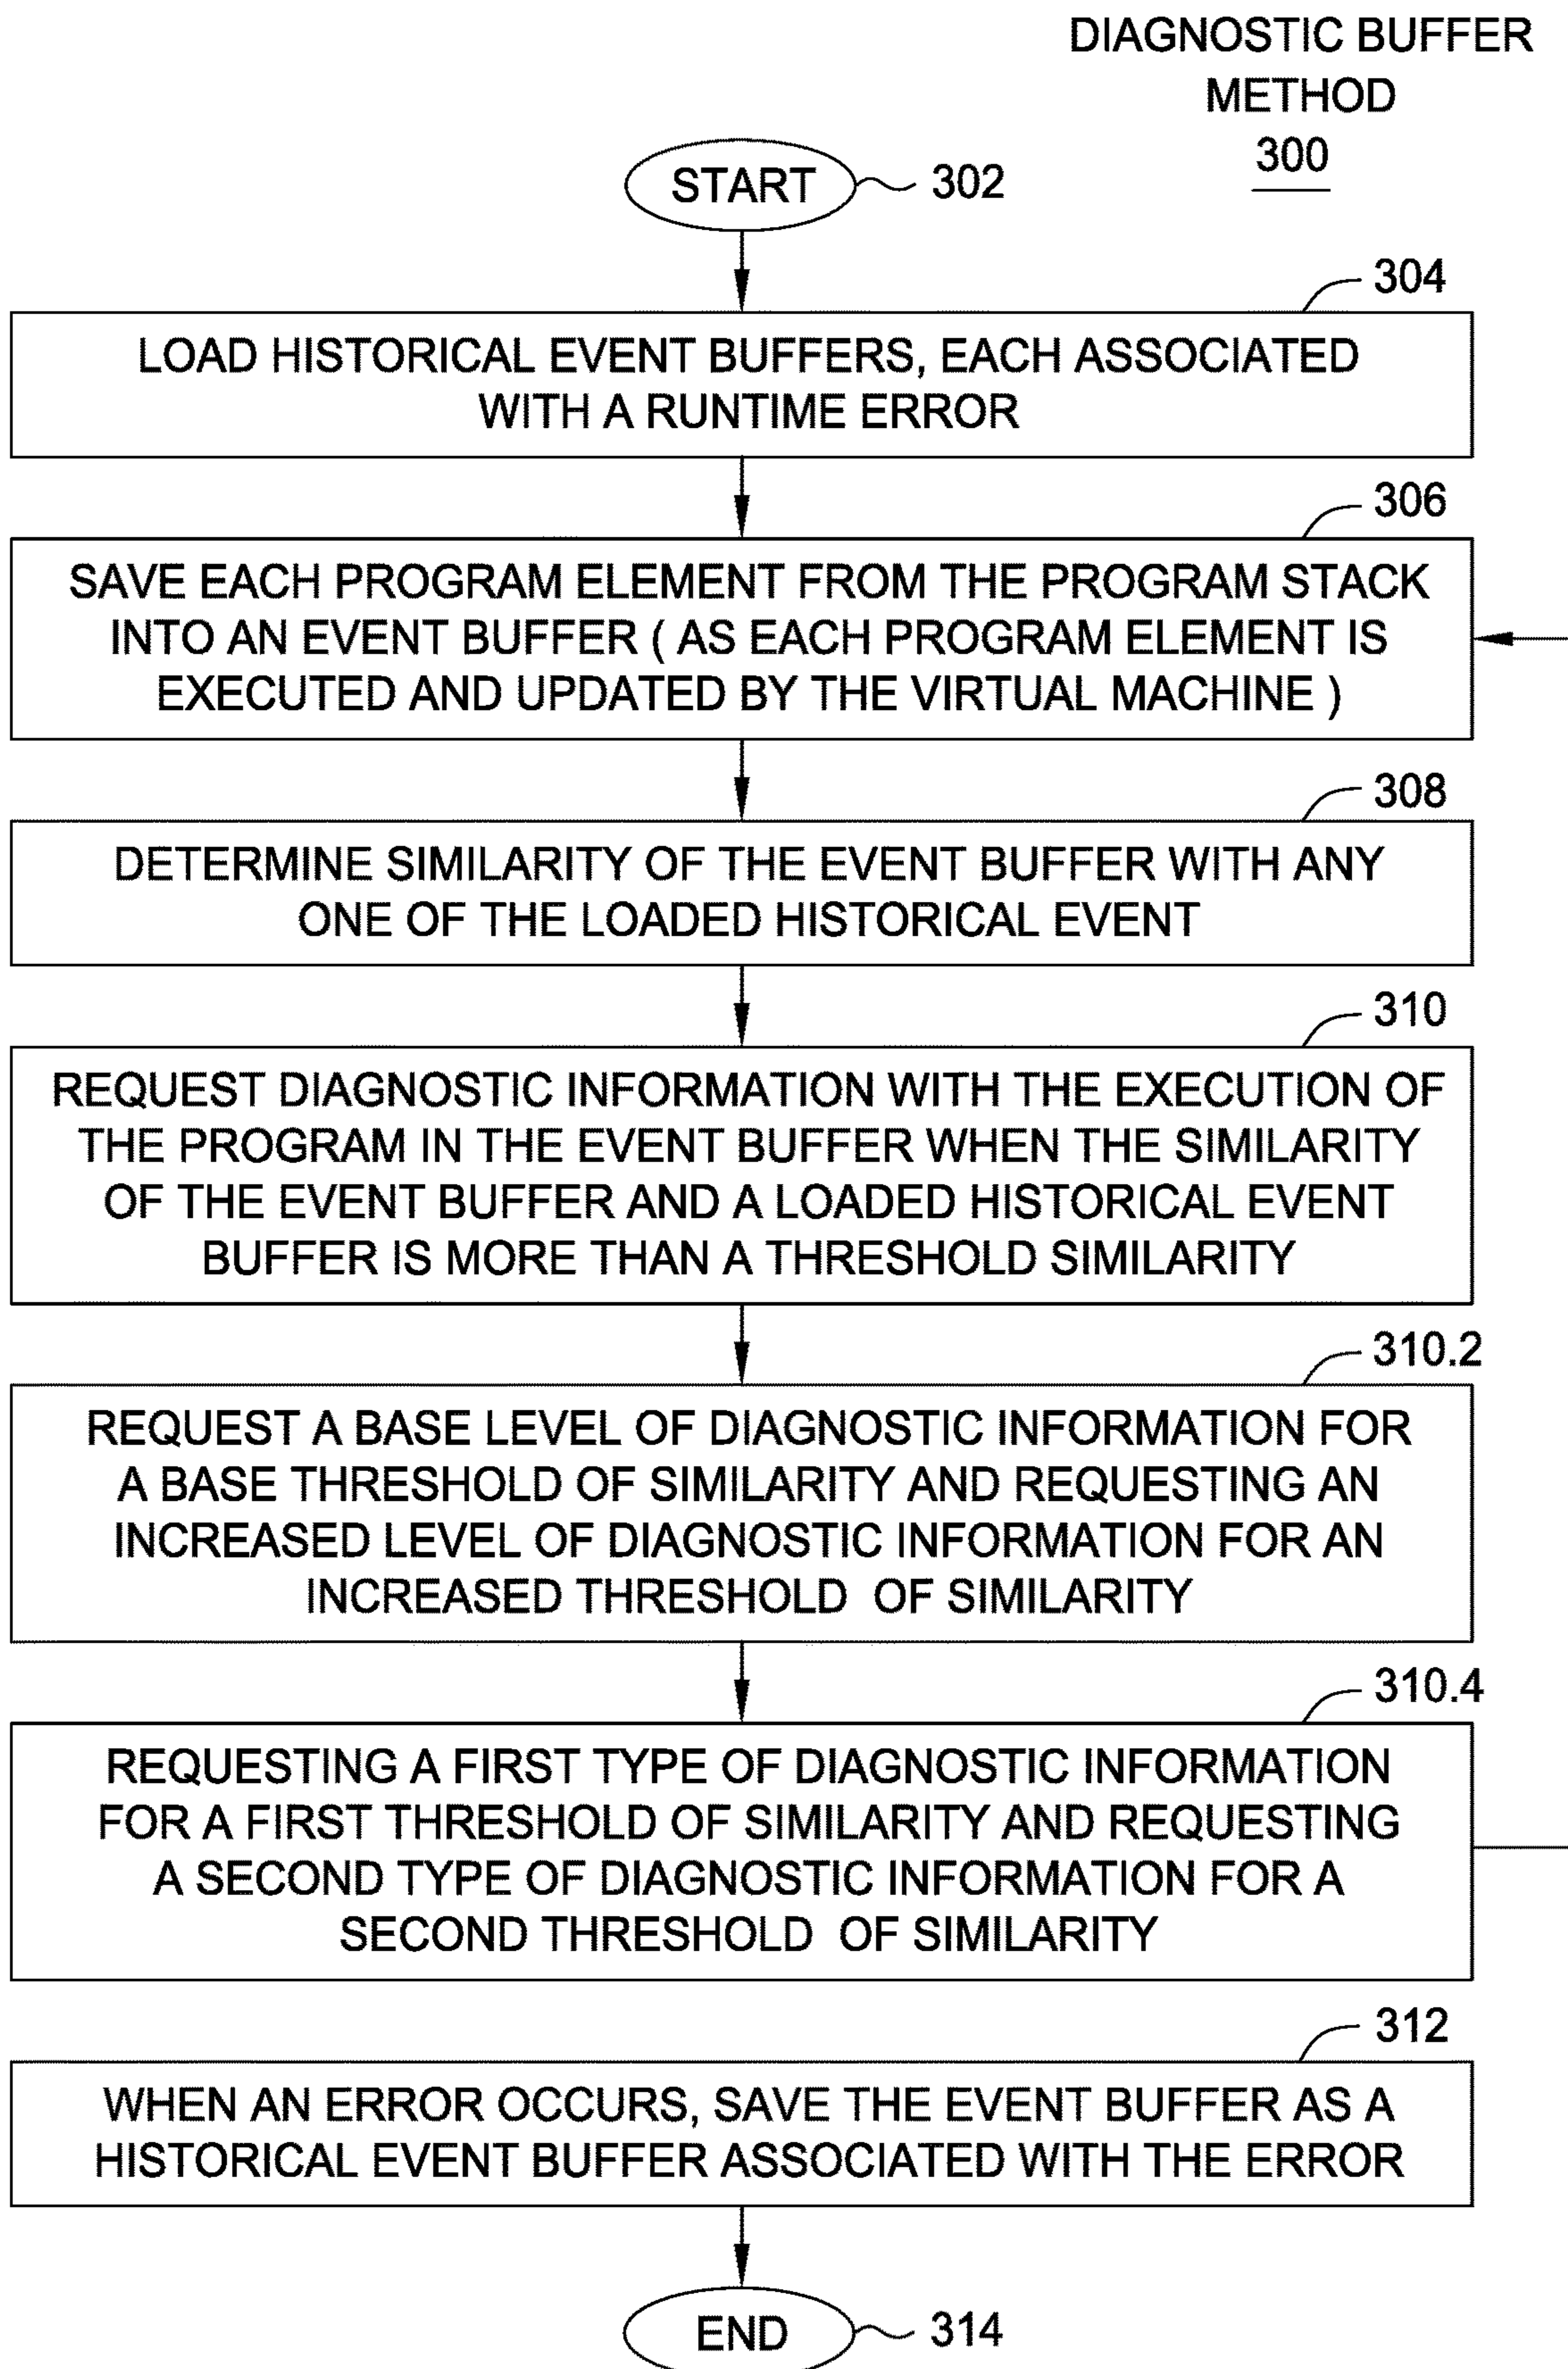 DIAGNOSTIC BUFFER
METHOD
300
START
302
304
LOAD HISTORICAL EVENT BUFFERS, EACH ASSOCIATED
WITH A RUNTIME ERROR
306
SAVE EACH PROGRAM ELEMENT FROM THE PROGRAM STACK
INTO AN EVENT BUFFER ( AS EACH PROGRAM ELEMENT IS
EXECUTED AND UPDATED BY THE VIRTUAL MACHINE )
308
DETERMINE SIMILARITY OF THE EVENT BUFFER WITH ANY
ONE OF THE LOADED HISTORICAL EVENT
310
REQUEST DIAGNOSTIC INFORMATION WITH THE EXECUTION OF
THE PROGRAM IN THE EVENT BUFFER WHEN THE SIMILARITY
OF THE EVENT BUFFER AND A LOADED HISTORICAL EVENT
BUFFER IS MORE THAN A THRESHOLD SIMILARITY
310.2
REQUEST A BASE LEVEL OF DIAGNOSTIC INFORMATION FOR
A BASE THRESHOLD OF SIMILARITY AND REQUESTING AN
INCREASED LEVEL OF DIAGNOSTIC INFORMATION FOR AN
INCREASED THRESHOLD OF SIMILARITY
310.4
REQUESTING A FIRST TYPE OF DIAGNOSTIC INFORMATION
FOR A FIRST THRESHOLD OF SIMILARITY AND REQUESTING
A SECOND TYPE OF DIAGNOSTIC INFORMATION FOR A
SECOND THRESHOLD OF SIMILARITY
312
WHEN AN ERROR OCCURS, SAVE THE EVENT BUFFER AS A
HISTORICAL EVENT BUFFER ASSOCIATED WITH THE ERROR
END
314